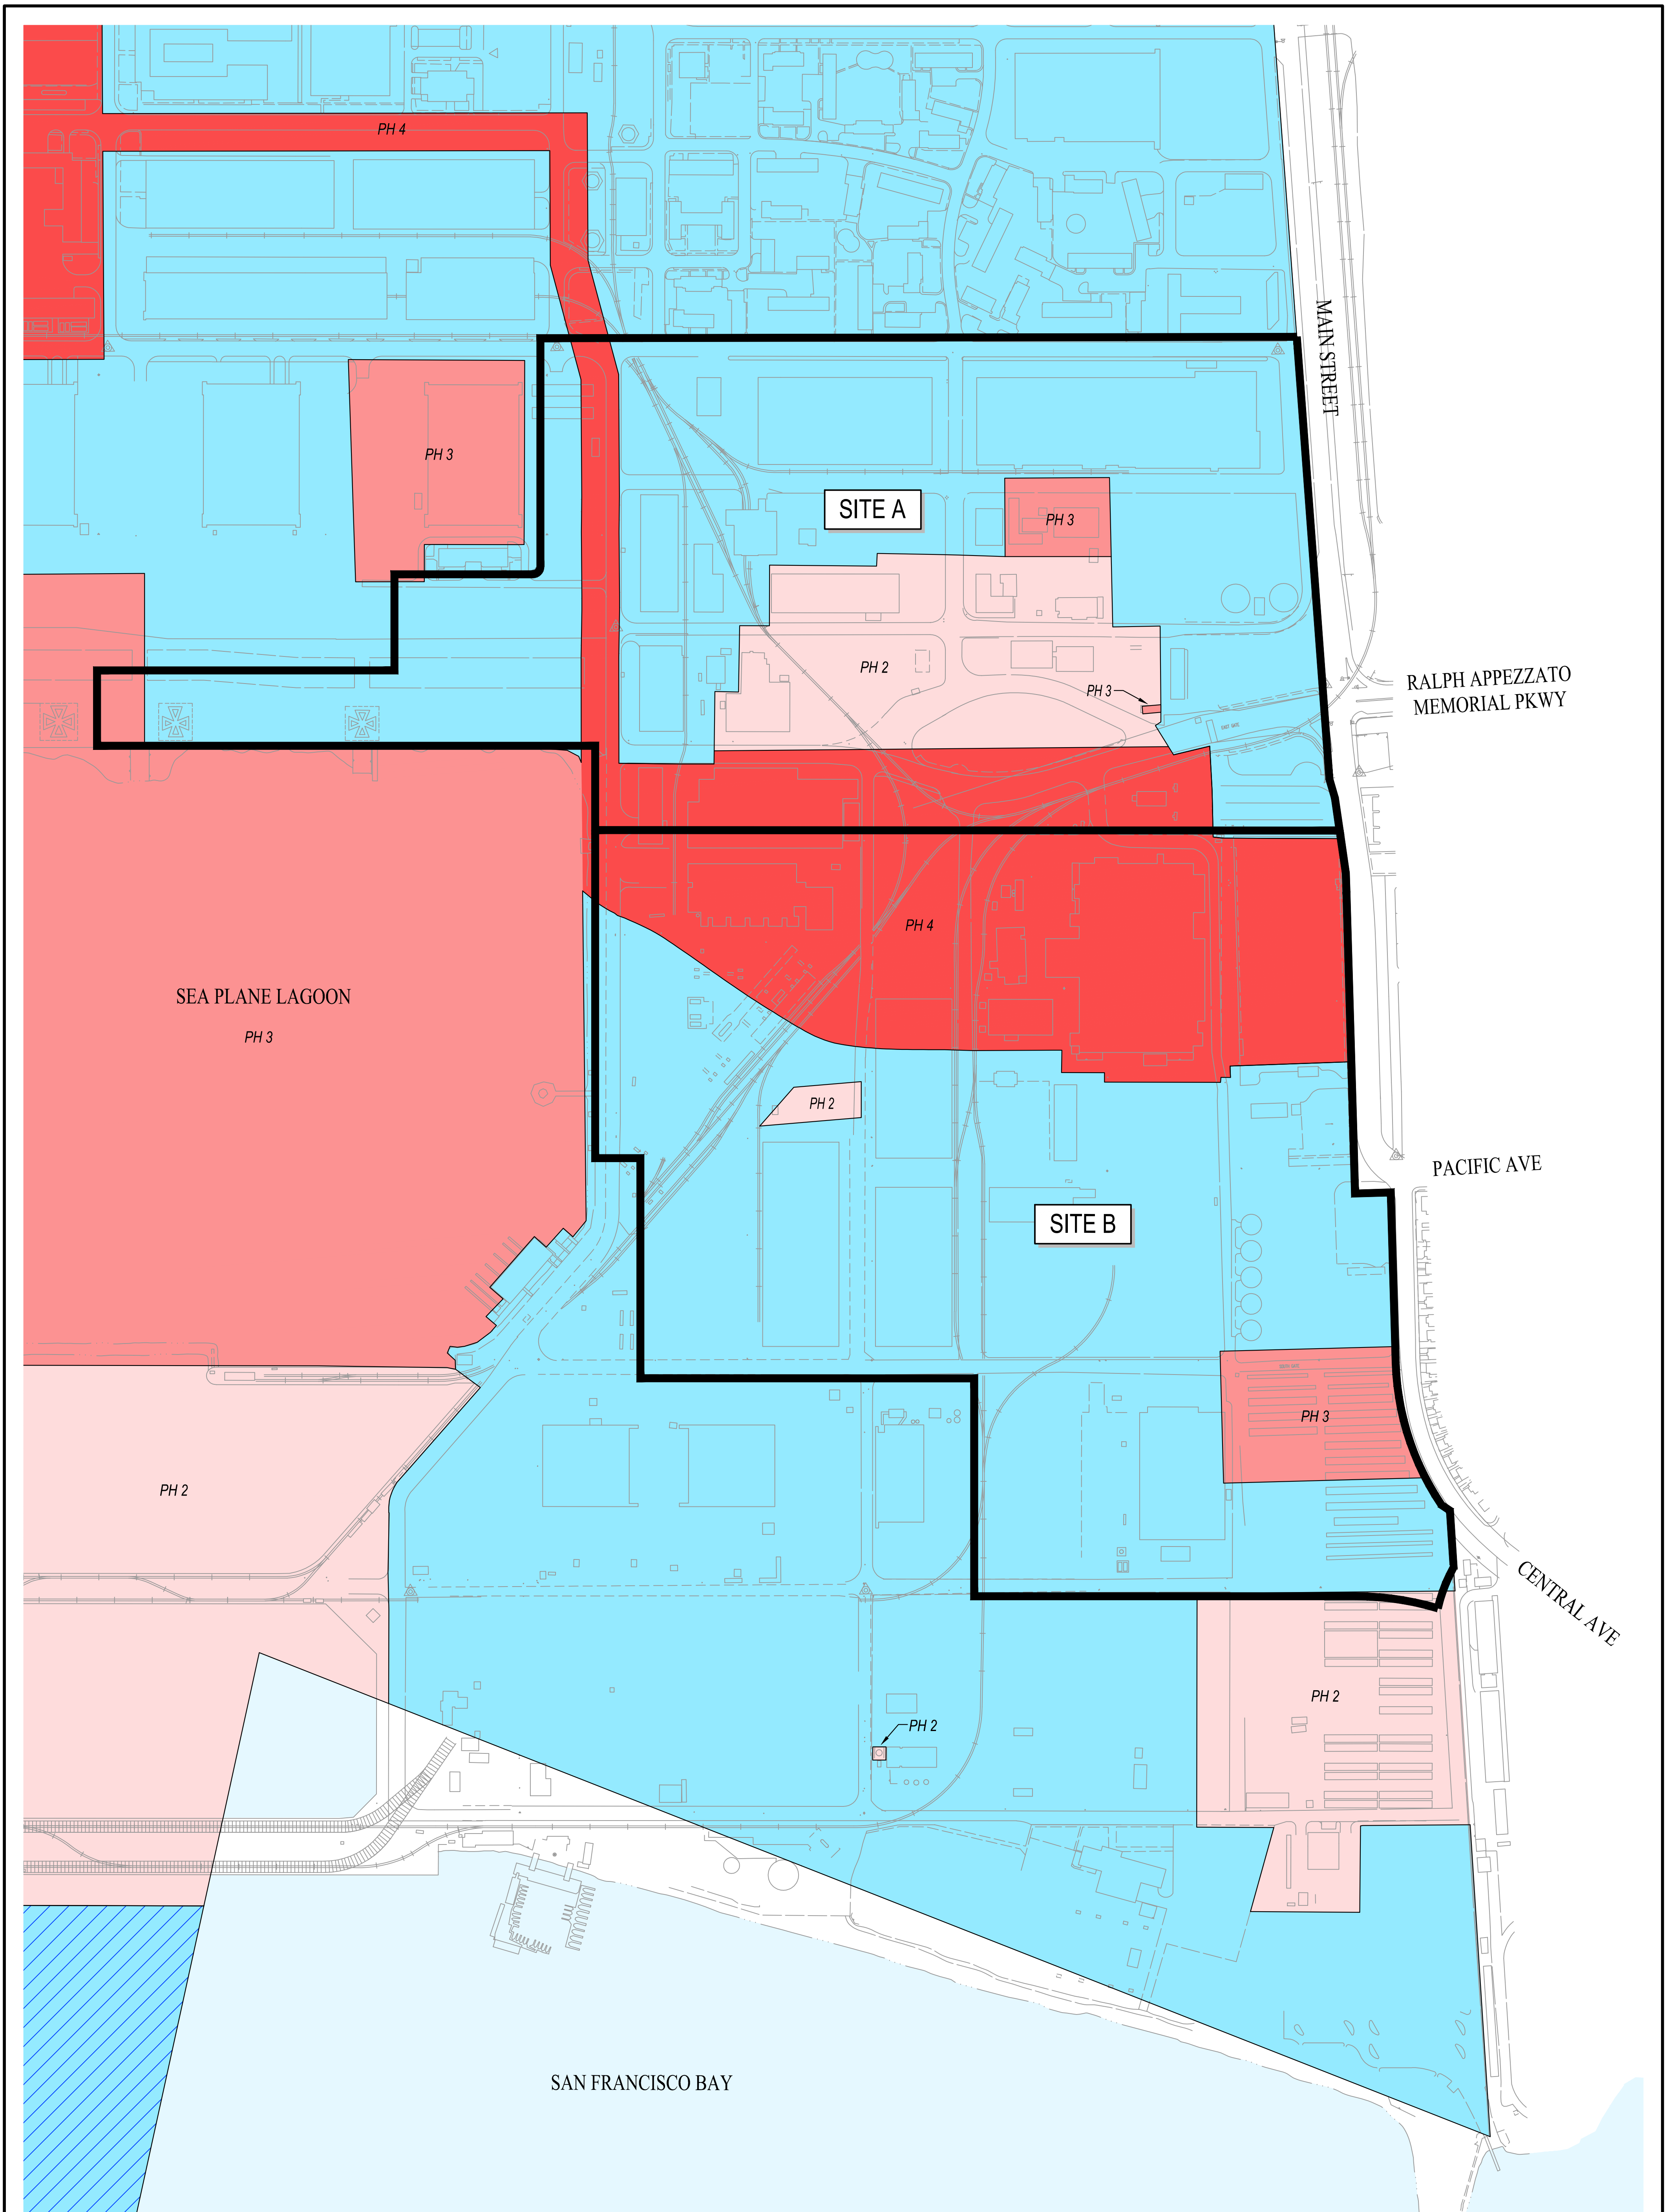 PH 4
MAIN STREET
PH 3
SITE A
PH 3
PH 2
PH 3
RALPH APPEZZATO
MEMORIAL PKWY
EAST GATE
PH 4
SEA PLANE LAGOON
PH 3
PH 2
PACIFIC AVE
SITE B
PH 3
PH 2
CENTRAL AVE
PH 2
PH 2
SAN FRANCISCO BAY